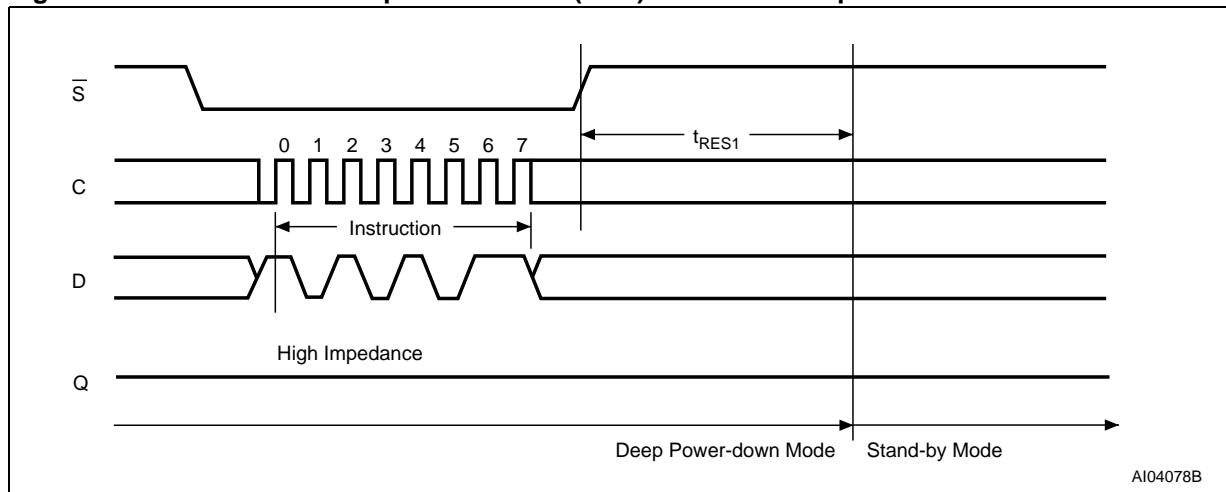 S
C
0 1 2 3 4 5 6 7
tRES1
Instruction
D
High Impedance
Q
Deep Power-down Mode
Stand-by Mode
AI04078B